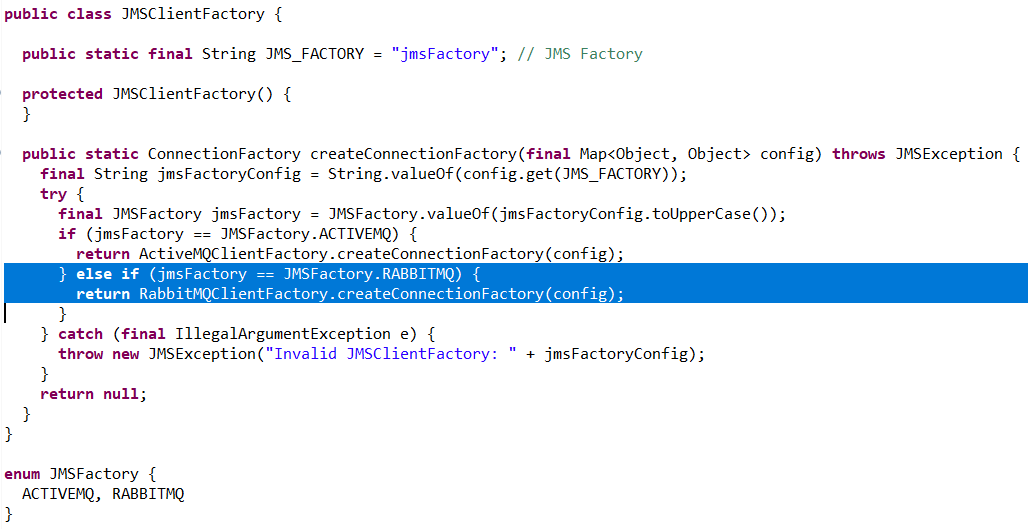 public class JMSClientFactory {
public static final String JMS_FACTORY = "jmsFactory"; // JMS Factory
protected JMSClientFactory() {
}
public static ConnectionFactory createConnectionFactory(final Map<Object, Object> config) throws JMSException {
final String jmsFactoryConfig = String.valueOf(config.get(JMS_FACTORY));
try {
final JMSFactory jmsFactory = JMSFactory.valueOf(jmsFactoryConfig.toUpperCase());
if (jmsFactory == JMSFactory.ACTIVEMQ) {
return ActiveMQClientFactory.createConnectionFactory(config);
} else if (jmsFactory == JMSFactory.RABBITMQ) {
return RabbitMQClientFactory.createConnectionFactory(config);
}
} catch (final IllegalArgumentException e) {
throw new JMSException("Invalid JMSClientFactory: " + jmsFactoryConfig);
}
return null;
}
}
enum JMSFactory {
ACTIVEMQ, RABBITMQ
}